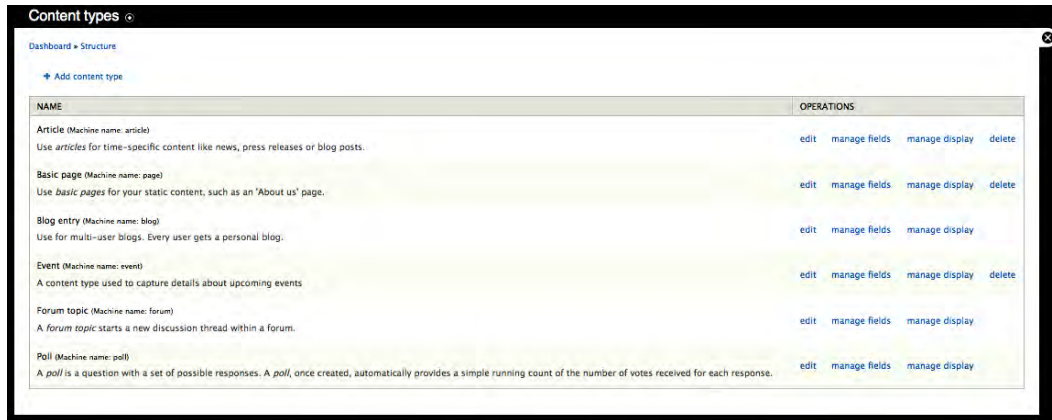 Content types
Dashboard » Structure
+ Add content type
NAME OPERATIONS
Article (Machine name: article)
Use articles for time-specific content like news, press releases or blog posts.
edit manage fields manage display delete
Basic page (Machine name: page)
Use basic pages for your static content, such as an 'About us' page.
edit manage fields manage display delete
Blog entry (Machine name: blog)
Use for multi-user blogs. Every user gets a personal blog.
edit manage fields manage display
Event (Machine name: event)
A content type used to capture details about upcoming events
edit manage fields manage display delete
Forum topic (Machine name: forum)
A forum topic starts a new discussion thread within a forum.
edit manage fields manage display
Poll (Machine name: poll)
A poll is a question with a set of possible responses. A poll, once created, automatically provides a simple running count of the number of votes received for each response.
edit manage fields manage display